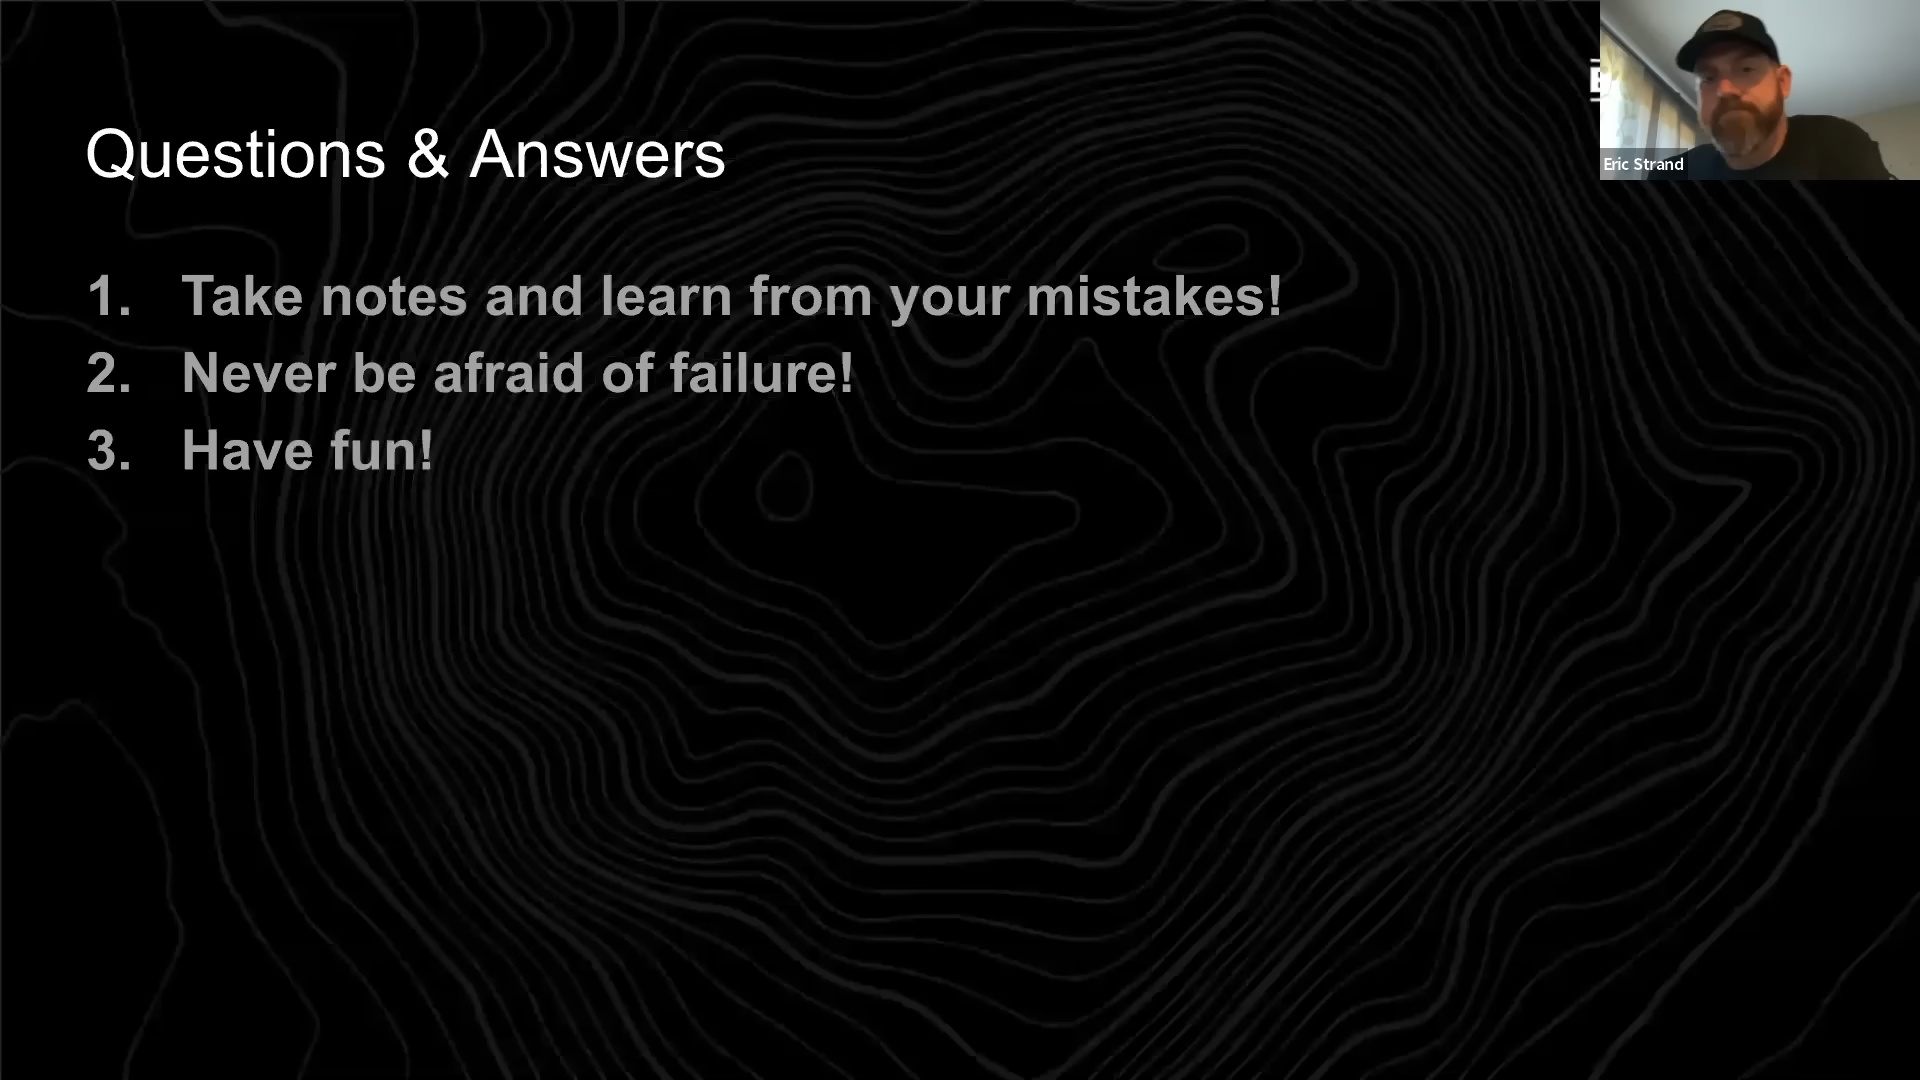 Questions & Answers
1. Take notes and learn from your mistakes!
2. Never be afraid of failure!
3. Have fun!
Eric Strand